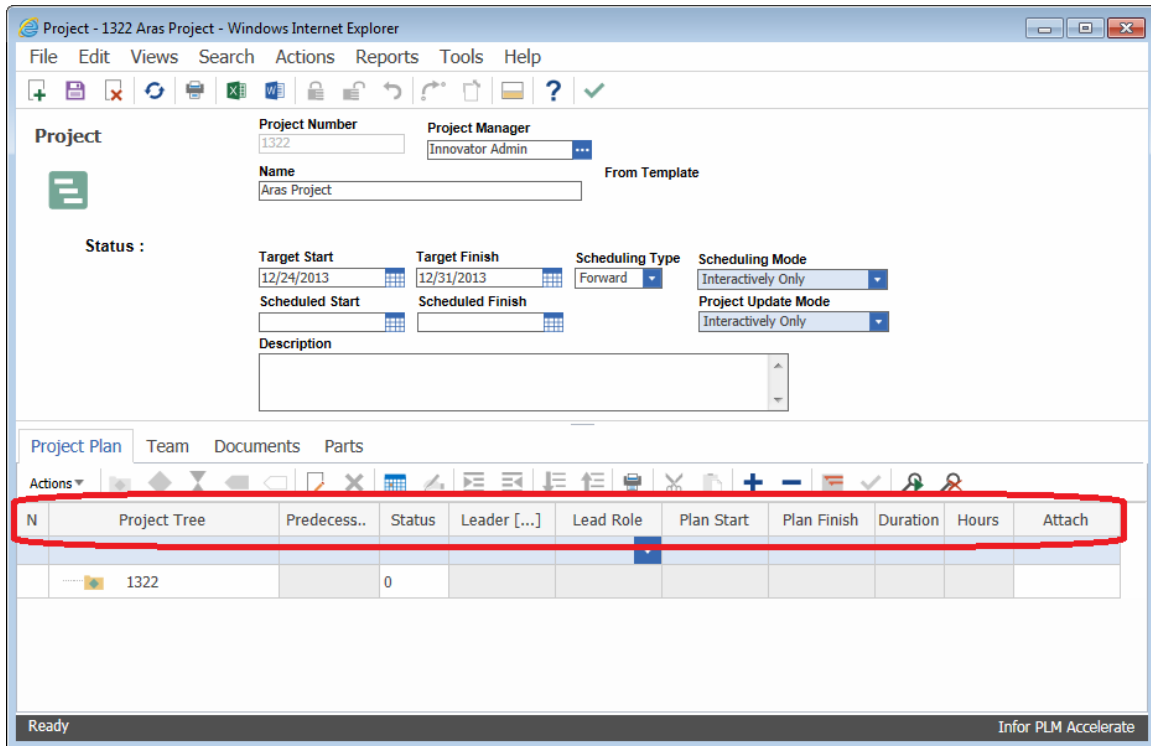 Project - 1322 Aras Project - Windows Internet Explorer
File Edit Views Search Actions Reports Tools Help
Project
Project Number
1322
Project Manager
Innovator Admin
Name
Aras Project
From Template
Status :
Target Start
12/24/2013
Target Finish
12/31/2013
Scheduling Type
Forward
Scheduling Mode
Interactively Only
Scheduled Start
Scheduled Finish
Project Update Mode
Interactively Only
Description
Project Plan Team Documents Parts
Actions
N Project Tree Predecess.. Status Leader [...] Lead Role Plan Start Plan Finish Duration Hours Attach
1322 0
Ready Infor PLM Accelerate